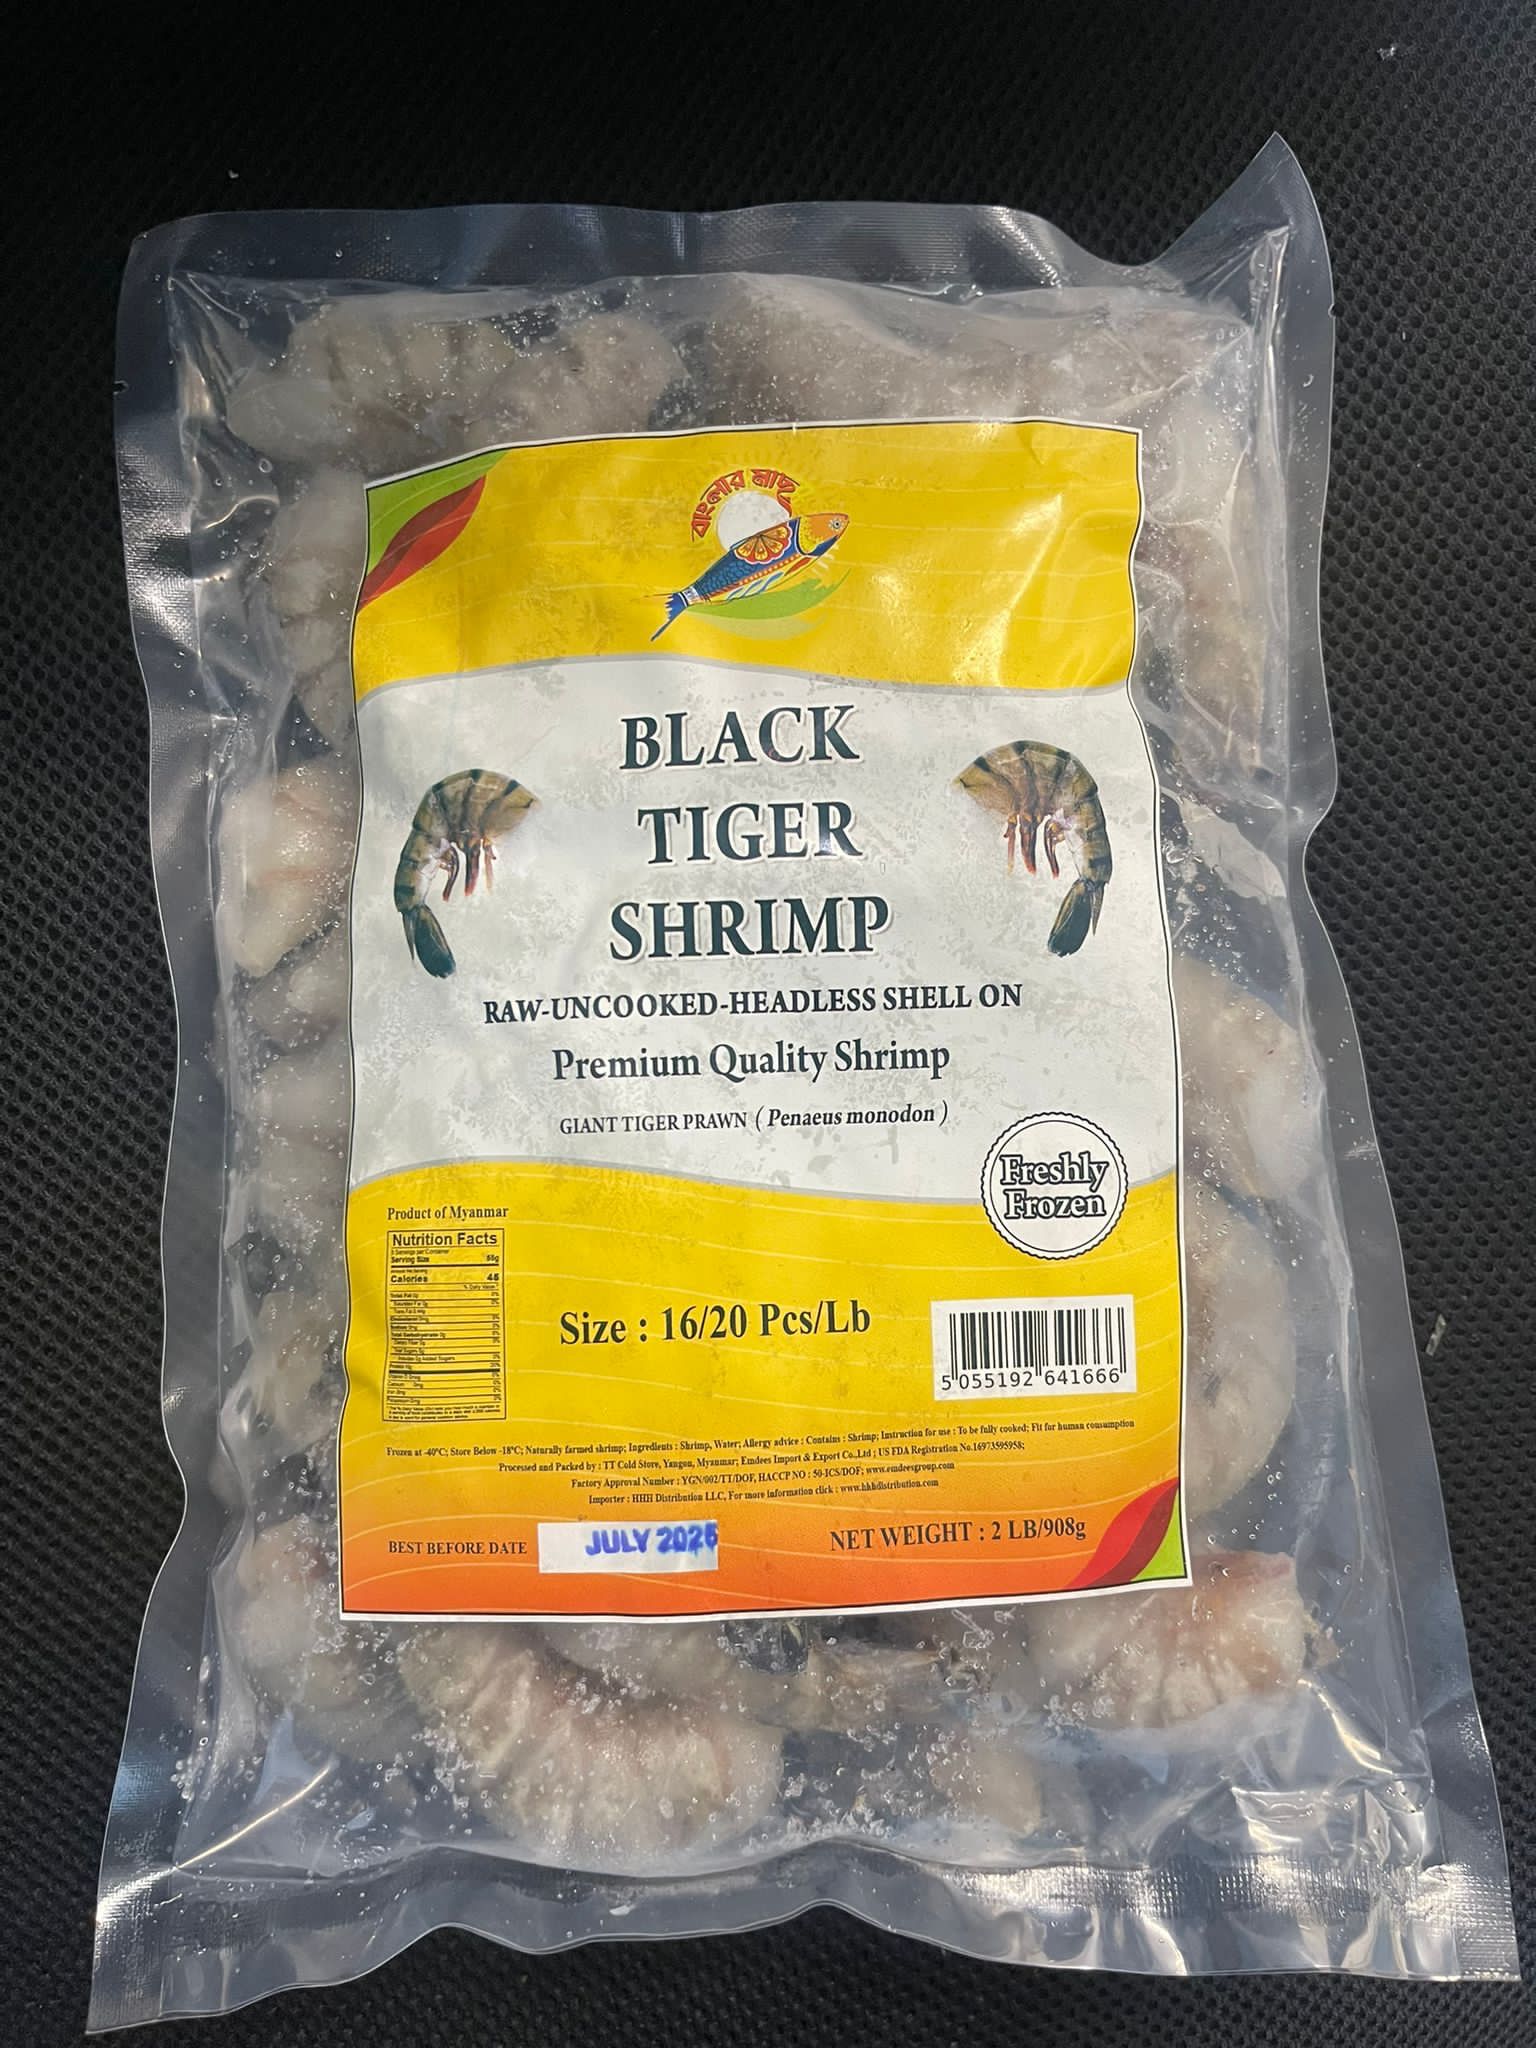 বাংলার মাছ
BLACK
TIGER
SHRIMP
RAW-UNCOOKED-HEADLESS SHELL ON
Premium Quality Shrimp
GIANT TIGER PRAWN ( Penaeus monodon )
Freshly
Frozen
Product of Myanmar
Nutrition Facts
Servings per Container
Serving Size
Calories 45
% Daily Value
Size : 16/20 Pcs/Lb
5 055192 641666
Frozen at -40°C; Store Below -18°C; Naturally farmed shrimp; Ingredients : Shrimp, Water; Allergy advice : Contains : Shrimp; Instruction for use : To be fully cooked; Fit for human consumption
Processed and Packed by : TT Cold Store, Yangon, Myanmar; Emdees Import & Export Co.,Ltd ; US FDA Registration No.16973595958;
Factory Approval Number : YGN/002/TT/DOF, HACCP NO : 50-ICS/DOF; www.emdeesgroup.com
Importer : HHH Distribution LLC, For more information click : www.hhhdistribution.com
BEST BEFORE DATE JULY
NET WEIGHT : 2 LB/908g